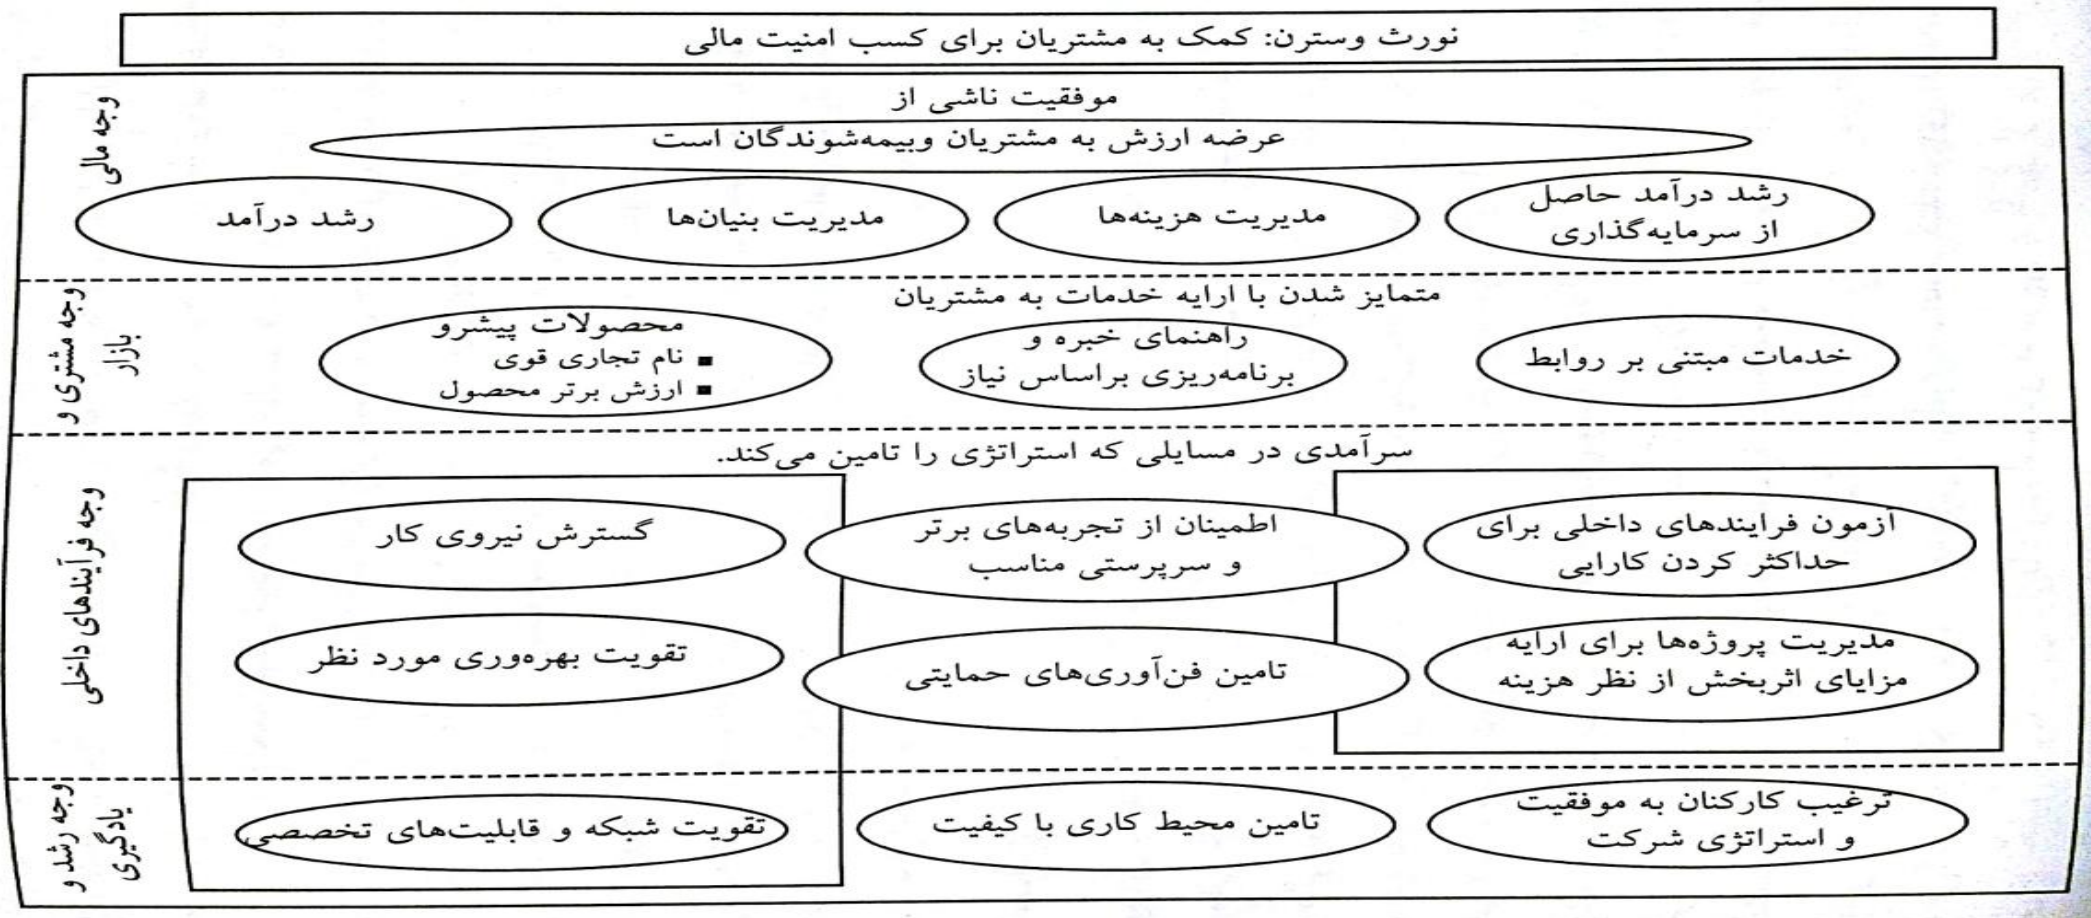 نورث وسترن: کمک به مشتریان برای کسب امنیت مالی
وجه مالی
موفقیت ناشی از
عرضه ارزش به مشتریان وبیمه‌شوندگان است
رشد درآمد حاصل
از سرمایه‌گذاری
مدیریت هزینه‌ها
مدیریت بنیان‌ها
رشد درآمد
وجه مشتری و
بازار
متمایز شدن با ارایه خدمات به مشتریان
خدمات مبتنی بر روابط
راهنمای خبره و
برنامه‌ریزی براساس نیاز
محصولات پیشرو
▪ نام تجاری قوی
▪ ارزش برتر محصول
وجه فرآیندهای داخلی
سرآمدی در مسایلی که استراتژی را تامین می‌کند.
آزمون فرایندهای داخلی برای
حداکثر کردن کارایی
اطمینان از تجربه‌های برتر
و سرپرستی مناسب
گسترش نیروی کار
مدیریت پروژه‌ها برای ارایه
مزایای اثربخش از نظر هزینه
تامین فن‌آوری‌های حمایتی
تقویت بهره‌وری مورد نظر
وجه رشد و
یادگیری
ترغیب کارکنان به موفقیت
و استراتژی شرکت
تامین محیط کاری با کیفیت
تقویت شبکه و قابلیت‌های تخصصی